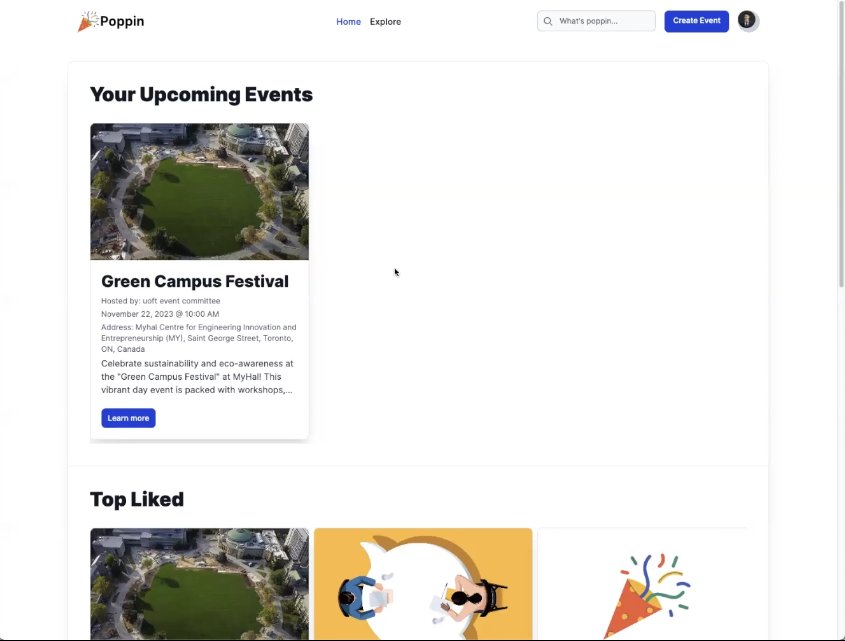 Poppin
Home
Explore
What's poppin...
Create Event
Your Upcoming Events
Green Campus Festival
Hosted by: uoft event committee
November 22, 2023 @ 10:00 AM
Address: Myhal Centre for Engineering Innovation and
Entrepreneurship (MY), Saint George Street, Toronto,
ON, Canada
Celebrate sustainability and eco-awareness at
the "Green Campus Festival" at MyHal! This
vibrant day event is packed with workshops,...
Learn more
Top Liked